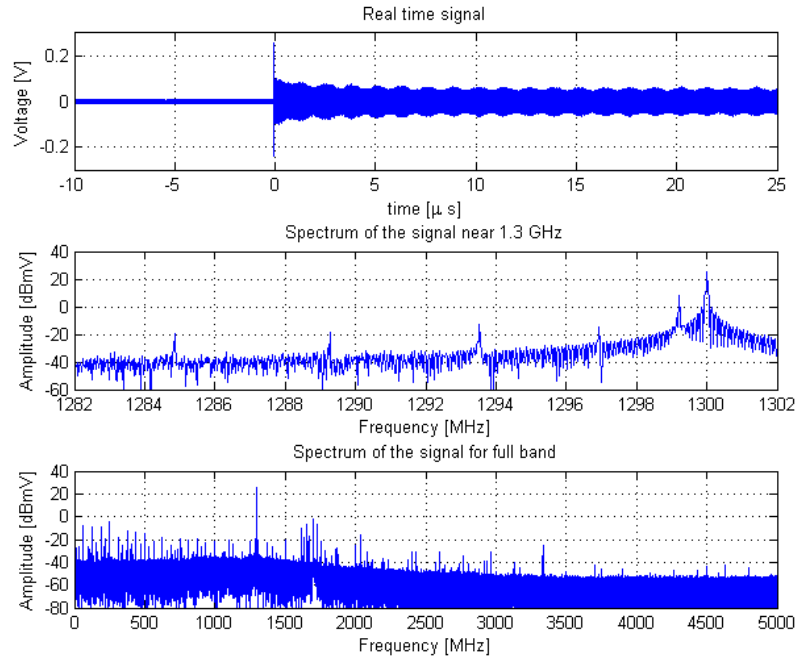 Real time signal
Voltage [V]
0.2
0
-0.2
-10 -5 0 5 10 15 20 25
time [μ s]
Spectrum of the signal near 1.3 GHz
Amplitude [dBmV]
40
20
0
-20
-40
-60
1282 1284 1286 1288 1290 1292 1294 1296 1298 1300 1302
Frequency [MHz]
Spectrum of the signal for full band
Amplitude [dBmV]
40
20
0
-20
-40
-60
-80
0 500 1000 1500 2000 2500 3000 3500 4000 4500 5000
Frequency [MHz]